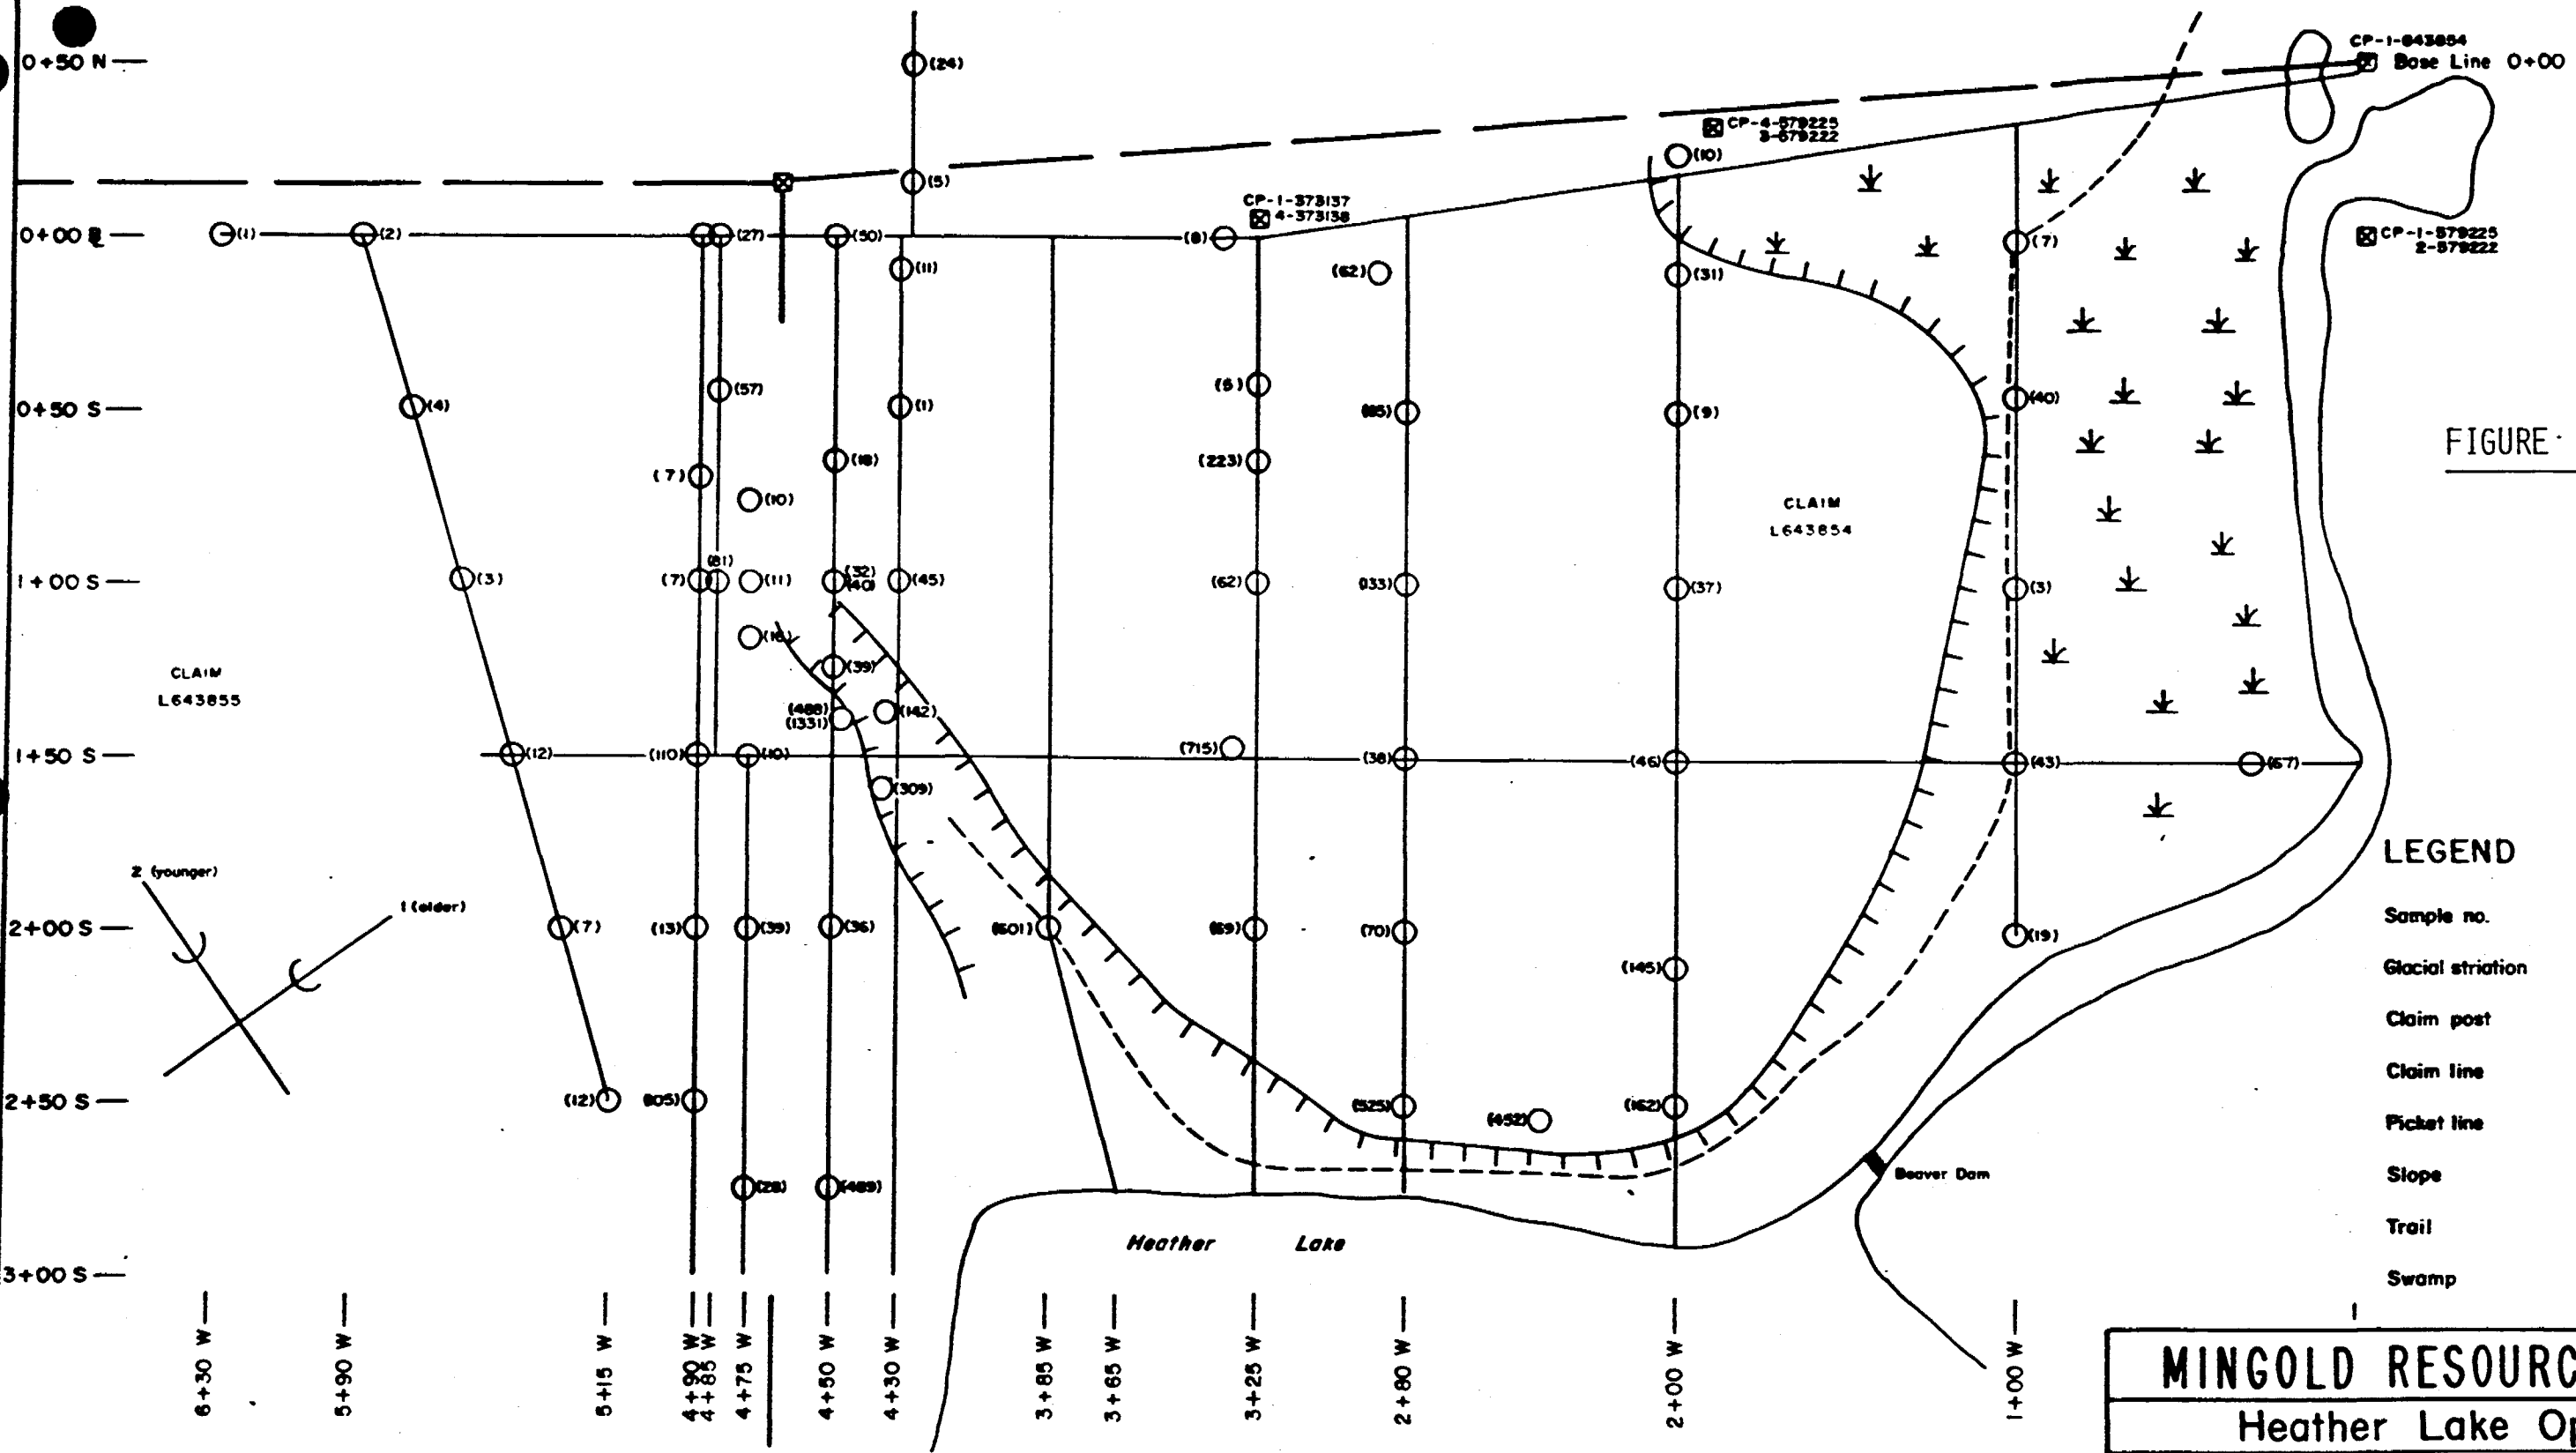 0+50 N
(24)
CP-1-643854
Base Line 0+00
CP-4-579225
3-579222
(10)
(5)
CP-1-373137
4-373138
0+00 BL
(1)
(2)
(27)
(50)
(8)
(7)
CP-1-579225
2-579222
(11)
(62)
(31)
(57)
(5)
0+50 S
(4)
(1)
(85)
(9)
(40)
FIGURE
(7)
(18)
(223)
(10)
CLAIM
L643854
1+00 S
(3)
(7)
(81)
(11)
(32)
(40)
(45)
(62)
(133)
(37)
(3)
(39)
CLAIM
L643855
(488)
(1331)
(142)
1+50 S
(12)
(110)
(10)
(715)
(38)
(46)
(43)
(67)
(309)
2 (younger)
1 (older)
LEGEND
2+00 S
(7)
(13)
(39)
(36)
(601)
(69)
(70)
(19)
Sample no.
(145)
Glacial striation
Claim post
Claim line
2+50 S
(12)
(525)
(452)
(162)
Picket line
(28)
(489)
Beaver Dam
Slope
Heather Lake
Trail
3+00 S
Swamp
6+30 W
5+90 W
5+15 W
4+90 W
4+85 W
4+75 W
4+50 W
4+30 W
3+85 W
3+65 W
3+25 W
2+80 W
2+00 W
1+00 W
MINGOLD RESOURC
Heather Lake Op